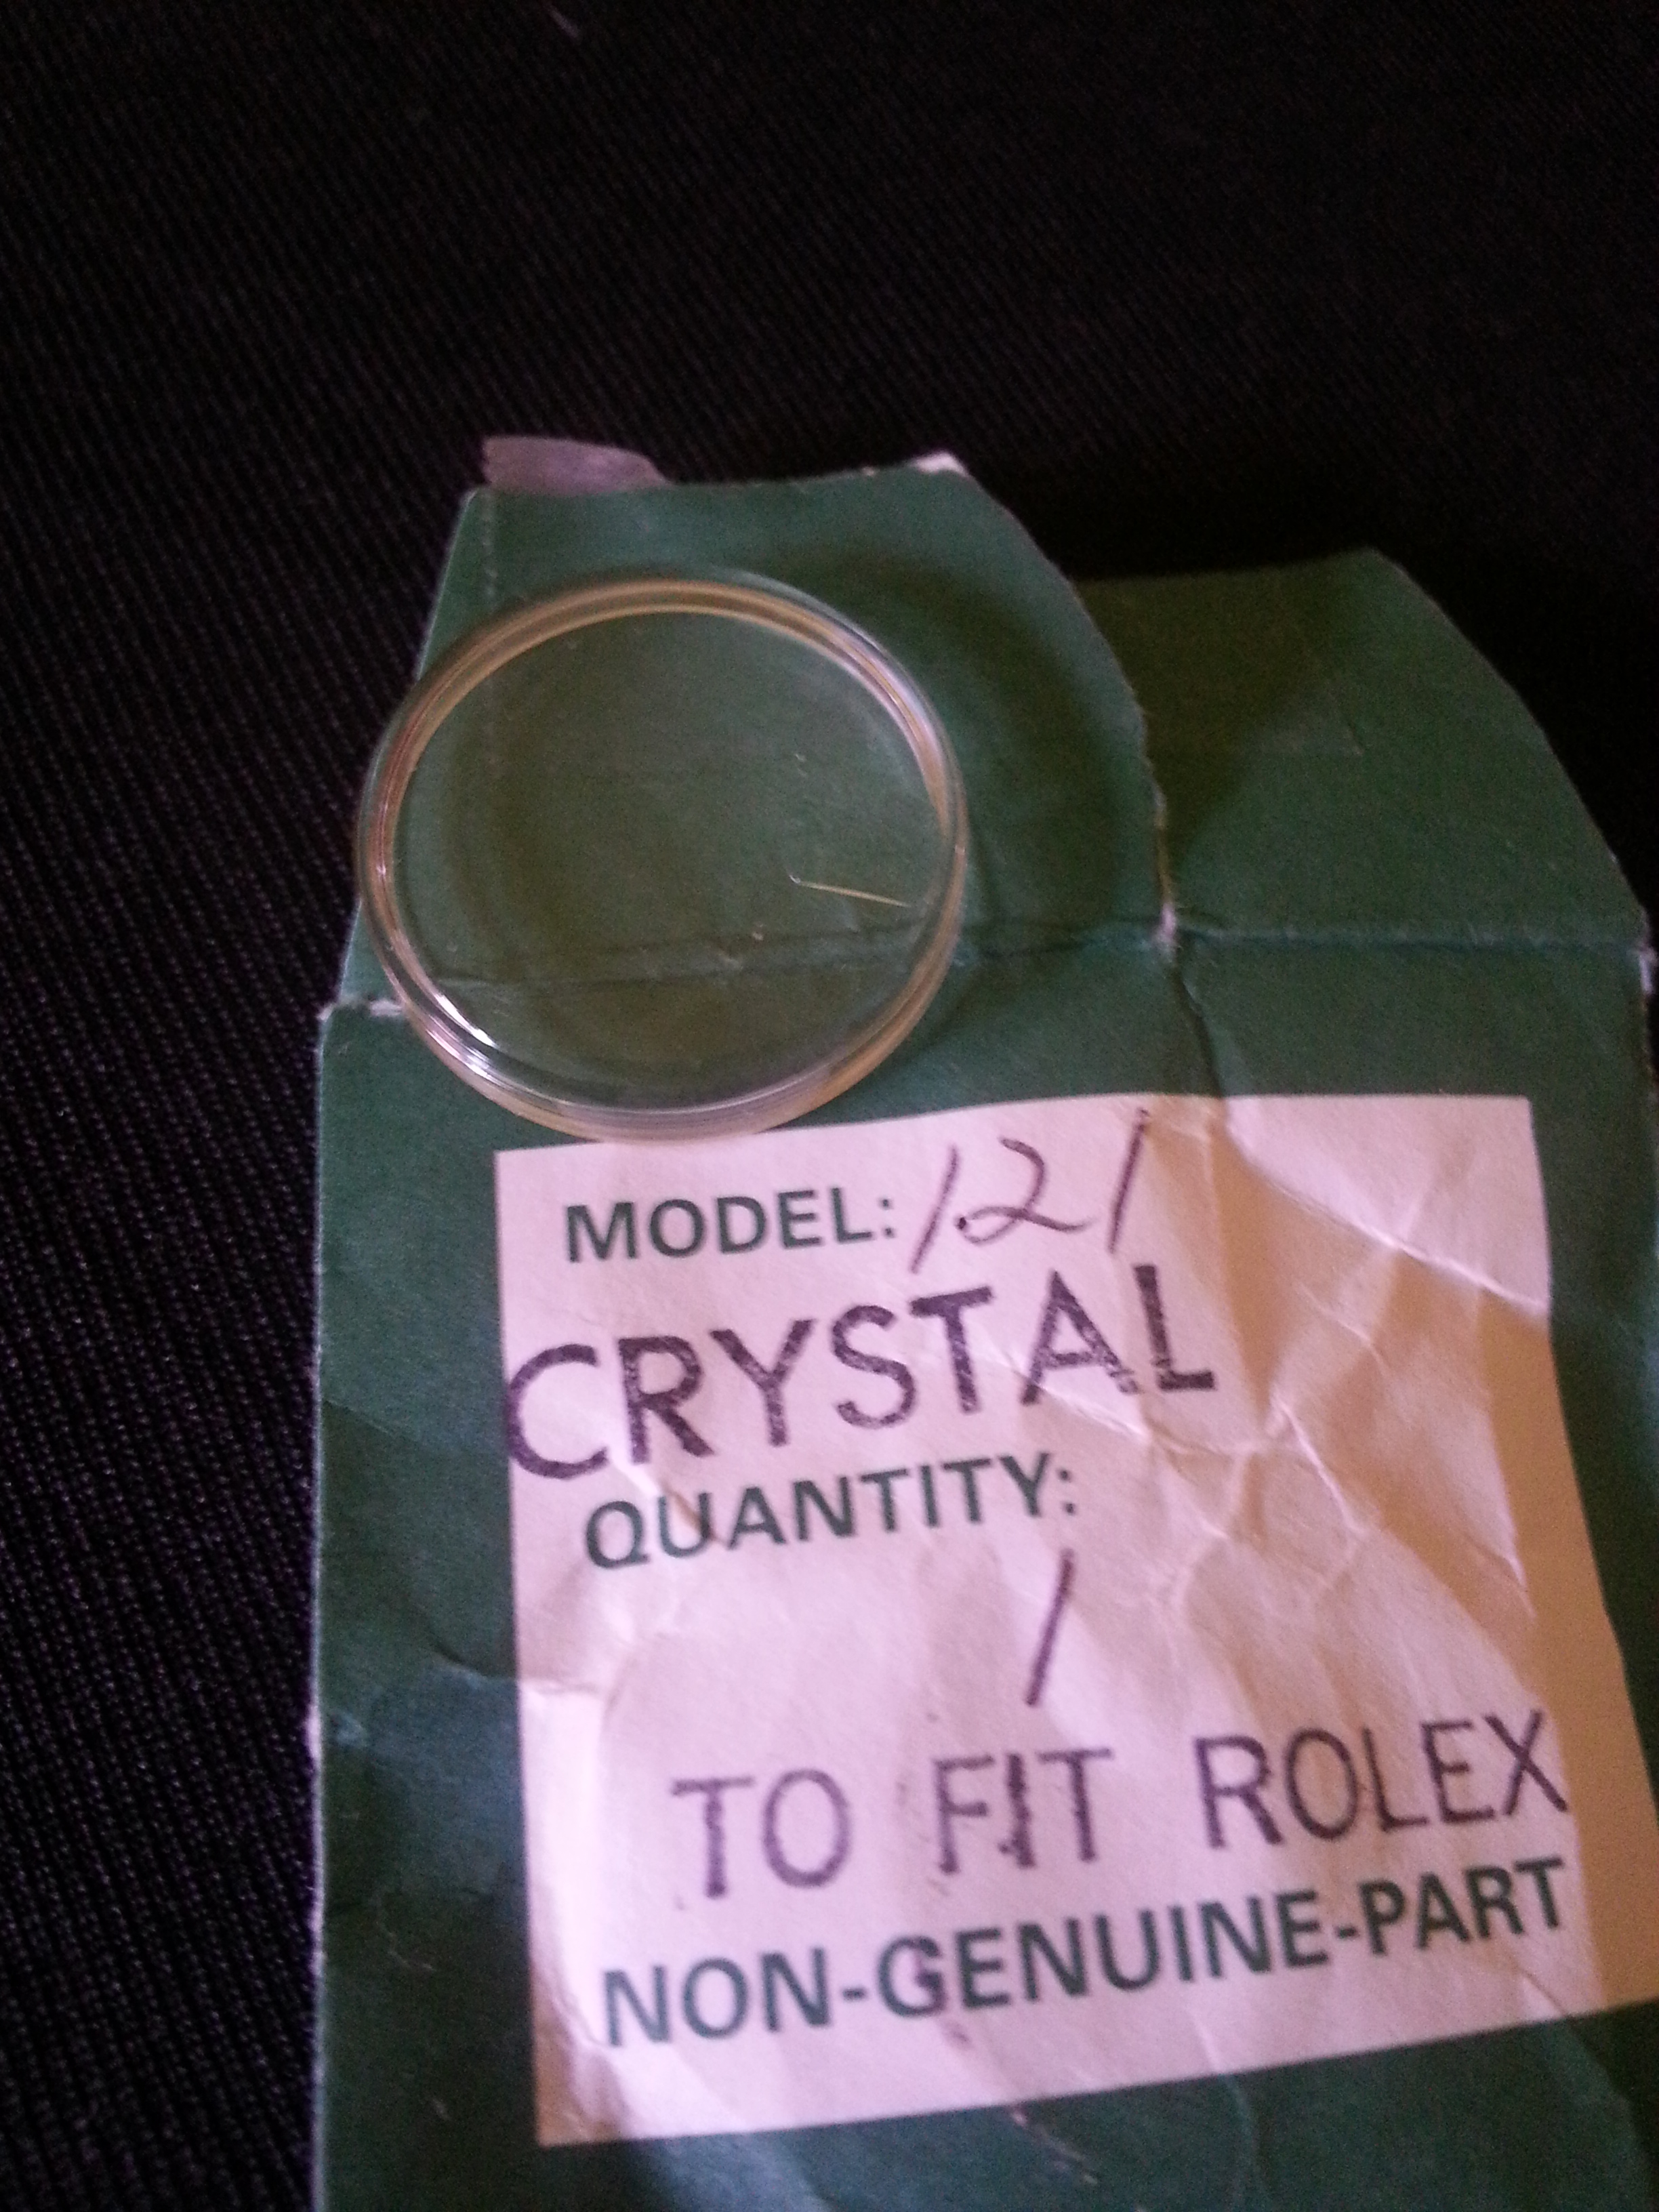 MODEL: 121
CRYSTAL
QUANTITY:
1
TO FIT ROLEX
NON-GENUINE-PART